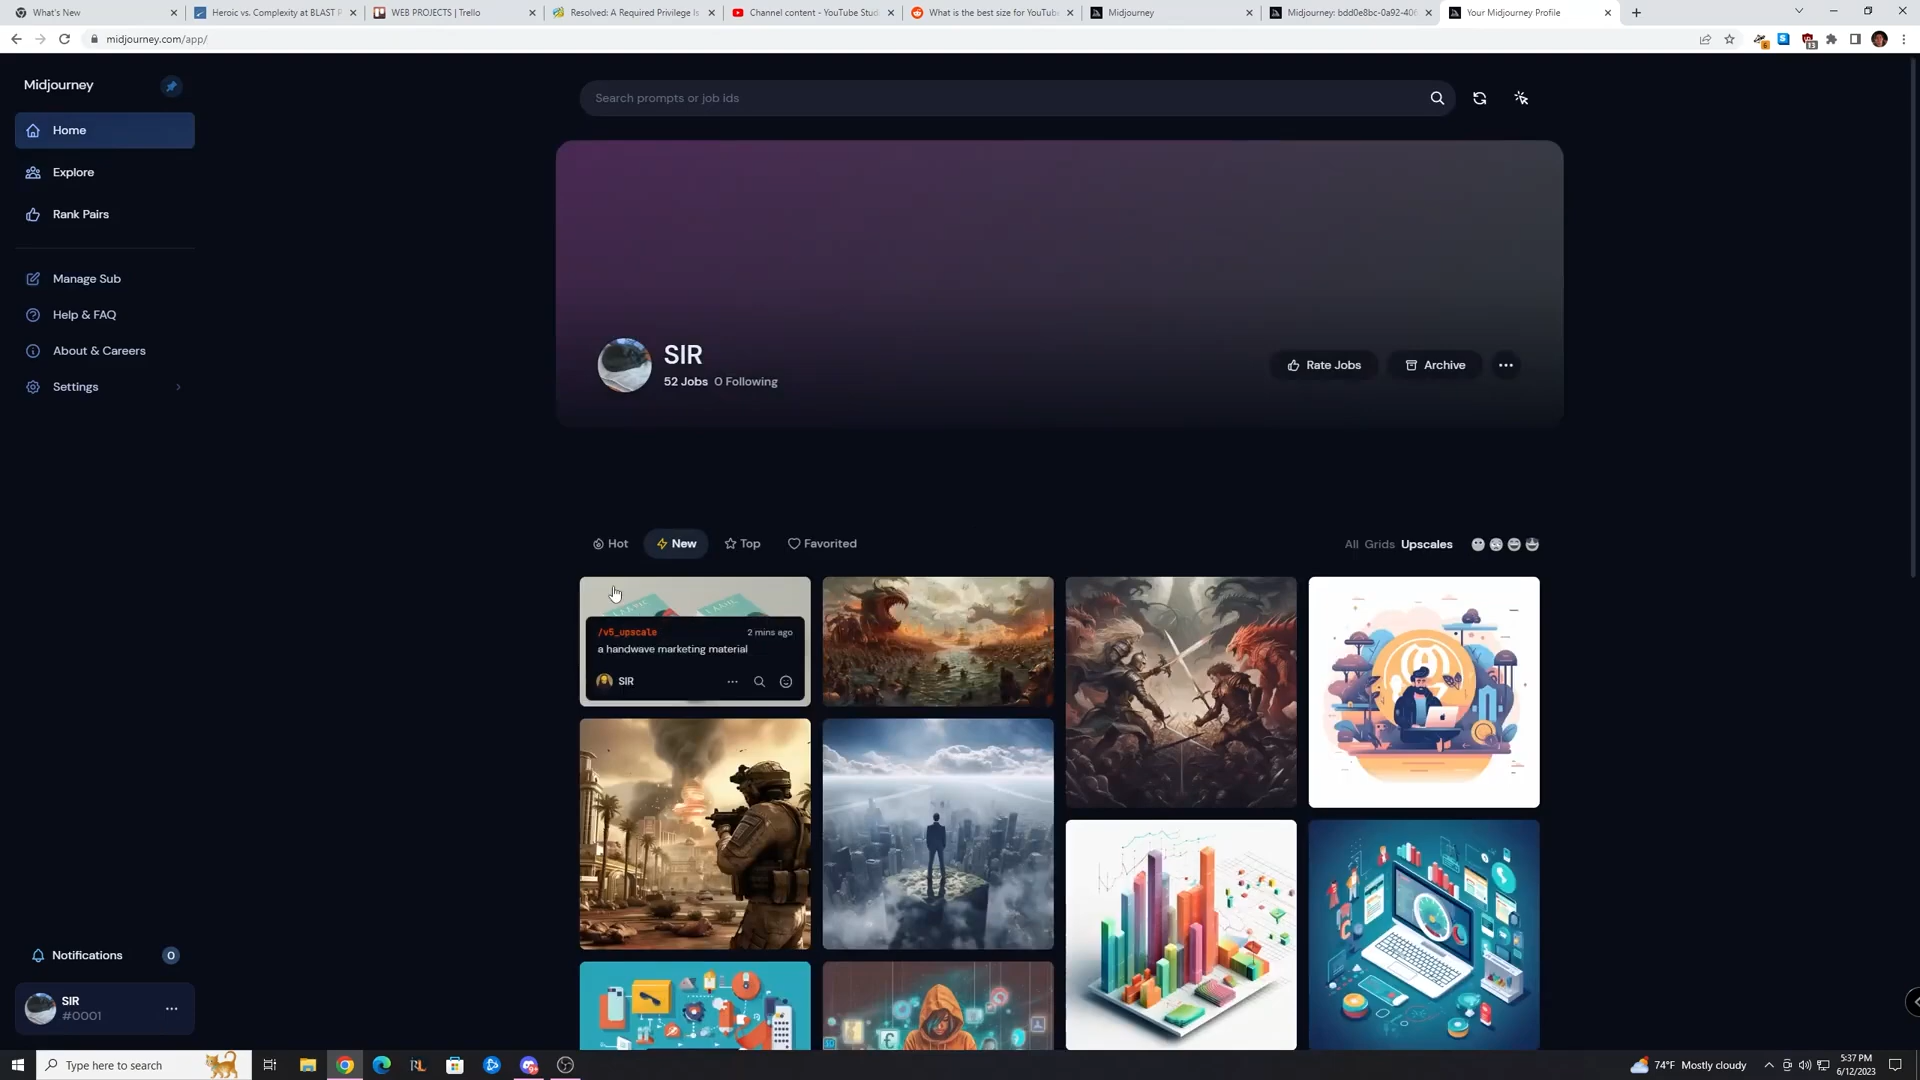 What's New
Heroic vs. Complexity at BLAST P
WEB PROJECTS | Trello
Resolved: A Required Privilege Is
Channel content - YouTube Stud
What is the best size for YouTube
Midjourney
Midjourney: bdd0e8bc-0a92-406
Your Midjourney Profile
midjourney.com/app/
Midjourney
Search prompts or job ids
Home
Explore
Rank Pairs
Manage Sub
Help & FAQ
About & Careers
Settings
SIR
52 Jobs 0 Following
Rate Jobs
Archive
Hot
New
Top
Favorited
All Grids Upscales
/v5_upscale
2 mins ago
a handwave marketing material
SIR
Notifications
0
SIR
#0001
Type here to search
74°F Mostly cloudy
5:37 PM
6/12/2023